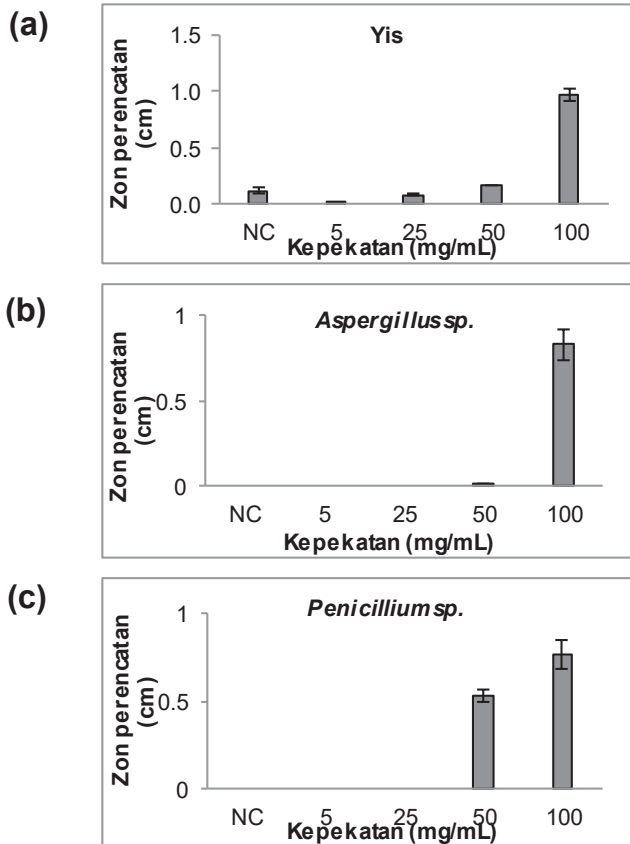 (a)
Yis
Zon perencatan
(cm)
1.5
1.0
0.5
0.0
NC 5 25 50 100
Kepekatan (mg/mL)
(b)
Aspergillus sp.
Zon perencatan
(cm)
1
0.5
0
NC 5 25 50 100
Kepekatan (mg/mL)
(c)
Penicillium sp.
Zon perencatan
(cm)
1
0.5
0
NC 5 25 50 100
Kepekatan (mg/mL)